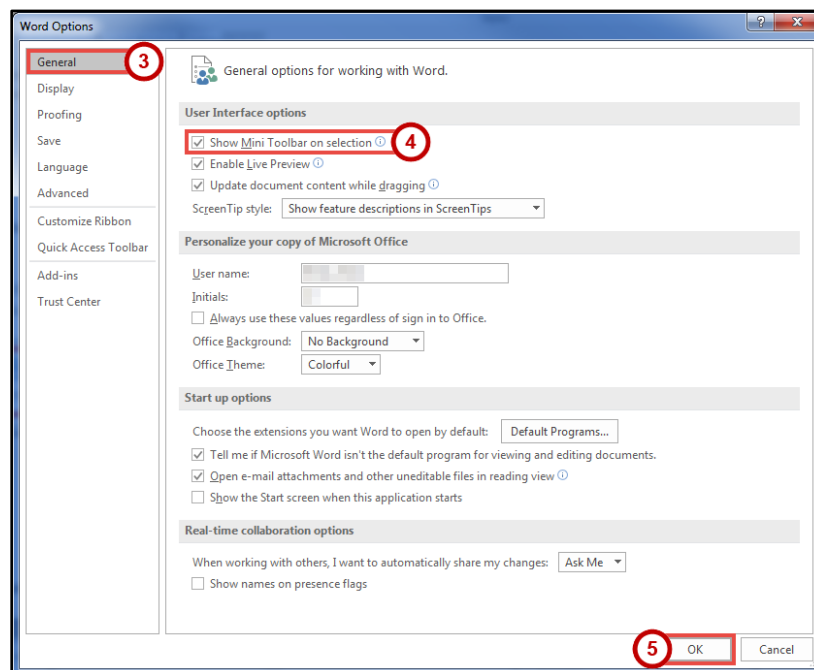 Word Options
General
3
Display
Proofing
Save
Language
Advanced
Customize Ribbon
Quick Access Toolbar
Add-ins
Trust Center
General options for working with Word.
User Interface options
Show Mini Toolbar on selection
4
Enable Live Preview
Update document content while dragging
ScreenTip style: Show feature descriptions in ScreenTips
Personalize your copy of Microsoft Office
User name:
Initials:
Always use these values regardless of sign in to Office.
Office Background: No Background
Office Theme: Colorful
Start up options
Choose the extensions you want Word to open by default: Default Programs...
Tell me if Microsoft Word isn't the default program for viewing and editing documents.
Open e-mail attachments and other uneditable files in reading view
Show the Start screen when this application starts
Real-time collaboration options
When working with others, I want to automatically share my changes: Ask Me
Show names on presence flags
5 OK Cancel